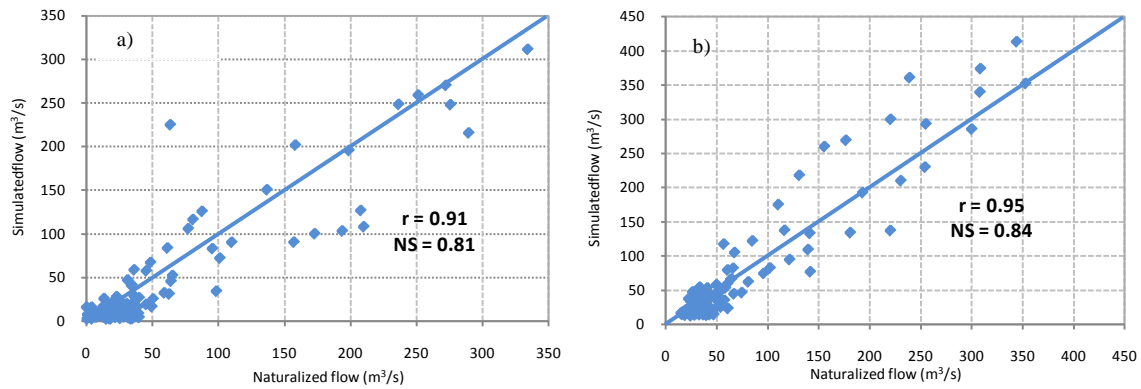 a)
Simulatedflow (m³/s)
350
300
250
200
150
100
50
0
r = 0.91
NS = 0.81
0 50 100 150 200 250 300 350
Naturalized flow (m³/s)
b)
Simulatedflow (m³/s)
450
400
350
300
250
200
150
100
50
0
r = 0.95
NS = 0.84
0 50 100 150 200 250 300 350 400 450
Naturalized flow (m³/s)